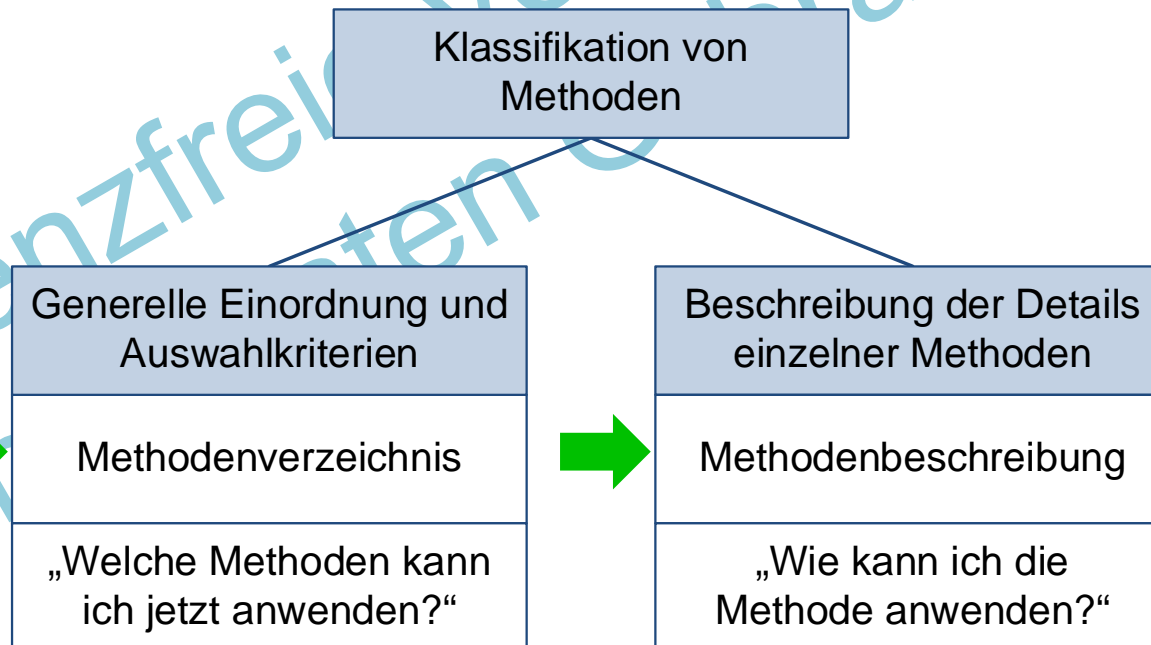 Klassifikation von
Methoden
Generelle Einordnung und
Auswahlkriterien
Beschreibung der Details
einzelner Methoden
Methodenverzeichnis
Methodenbeschreibung
„Welche Methoden kann
ich jetzt anwenden?“
„Wie kann ich die
Methode anwenden?“